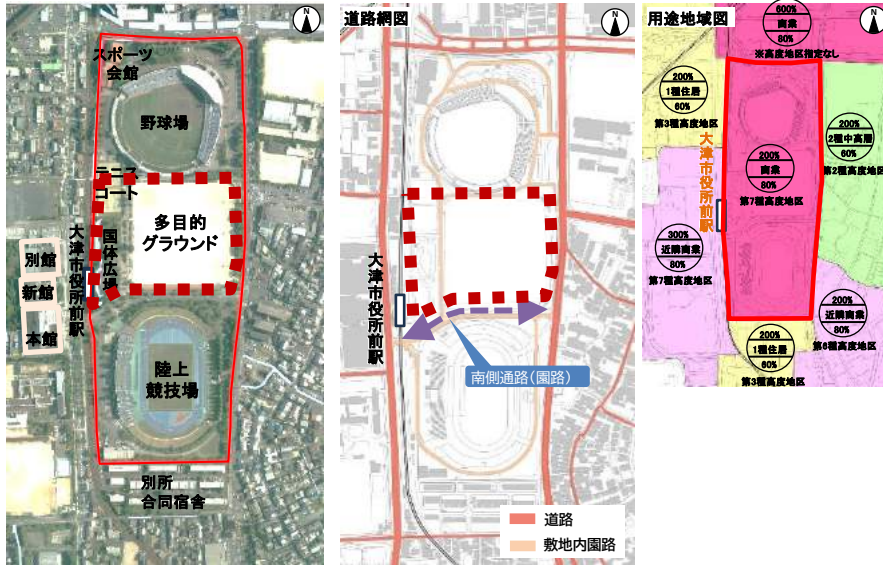 N
スポーツ
会館
野球場
テニス
コート
多目的
グラウンド
国体広場
大津市役所前駅
別館
新館
本館
陸上
競技場
別所
合同宿舎
道路網図
N
大津市役所前駅
南側通路(園路)
道路
敷地内園路
用途地域図
N
600%
商業
80%
※高度地区指定なし
200%
1種住居
60%
第3種高度地区
200%
2種中高層
60%
第2種高度地区
大津市役所前駅
200%
商業
80%
第7種高度地区
300%
近隣商業
80%
第7種高度地区
200%
近隣商業
80%
第6種高度地区
200%
1種住居
60%
第3種高度地区